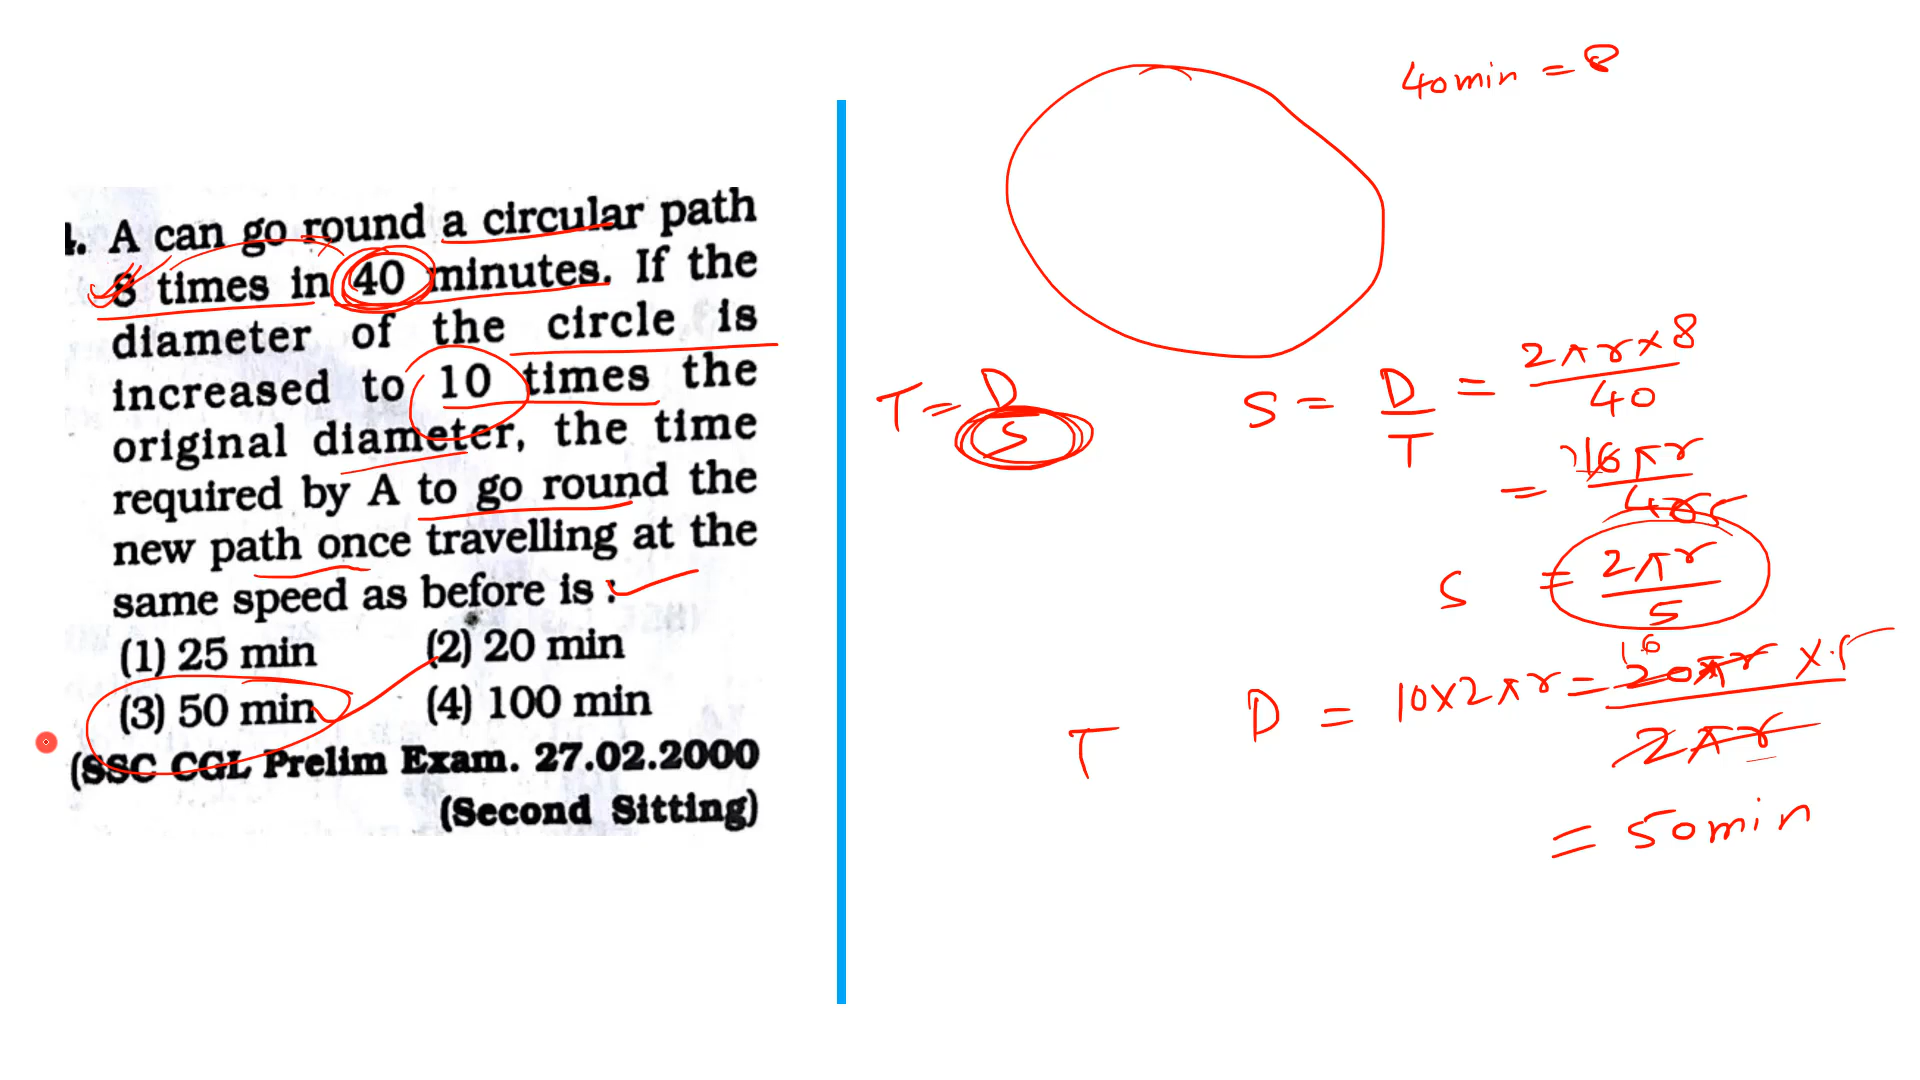 4. A can go round a circular path
8 times in 40 minutes. If the
diameter of the circle is
increased to 10 times the
original diameter, the time
required by A to go round the
new path once travelling at the
same speed as before is :
(1) 25 min (2) 20 min
(3) 50 min (4) 100 min
(SSC CGL Prelim Exam. 27.02.2000
(Second Sitting)
40min = 8
T = D/S
S = D/T = 2πr×8/40
= 16πr/40
S = 2πr/5
T
D = 10×2πr = 20πr × 5/2πr
10
= 50min